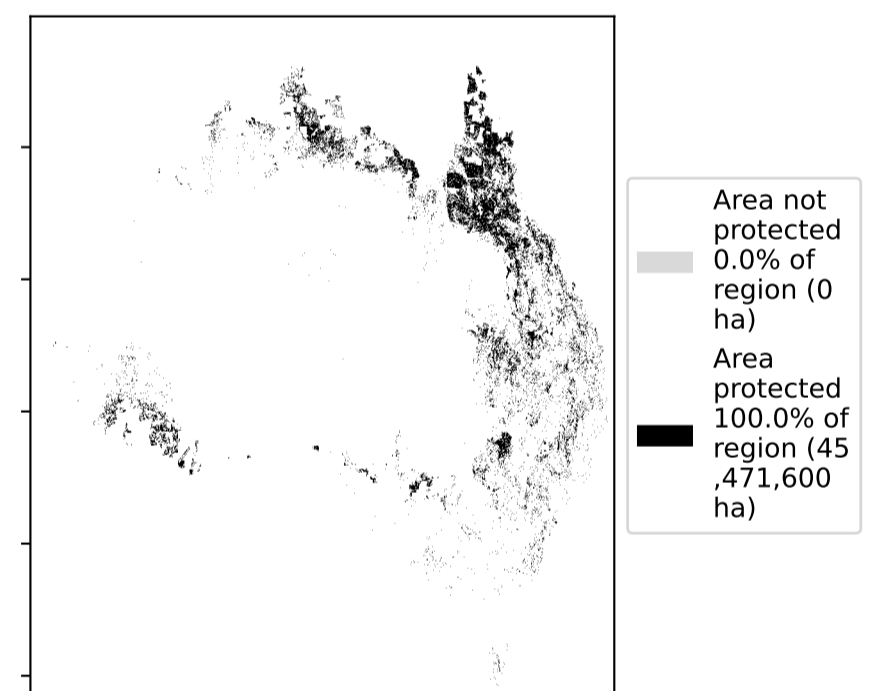 Area not
protected
0.0% of
region (0
ha)
Area
protected
100.0% of
region (45
,471,600
ha)